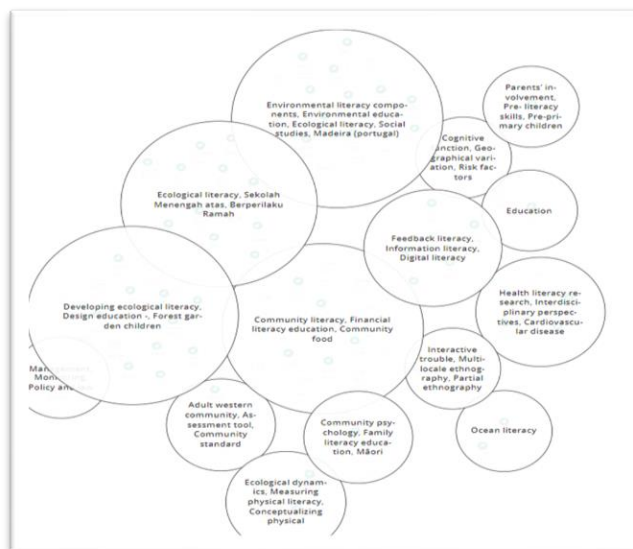 Parents' in-
volvement,
Pre- literacy
skills, Pre-pri-
mary children
Environmental literacy compo-
nents, Environmental educa-
tion, Ecological literacy, Social
studies, Madeira (portugal)
Cognitive
Geo-
graphical vari-
ation, Risk fac-
tors
Ecological literacy, Sekolah
Menengah atas, Berperilaku
Ramah
Education
Feedback literacy,
Information literacy,
Digital literacy
Developing ecological literacy,
Design education -, Forest gar-
den children
Community literacy, Financial
literacy education, Community
food
Health literacy re-
search, Interdisci-
plinary perspec-
tives, Cardiovascu-
lar disease
Interactive
trouble, Multi-
locale ethnog-
raphy, Partial
ethnography
Policy
Adult western
community, As-
sessment tool,
Community
standard
Community psy-
chology, Family
literacy educa-
tion, Māori
Ocean literacy
Ecological dynam-
ics, Measuring
physical literacy,
Conceptualizing
physical